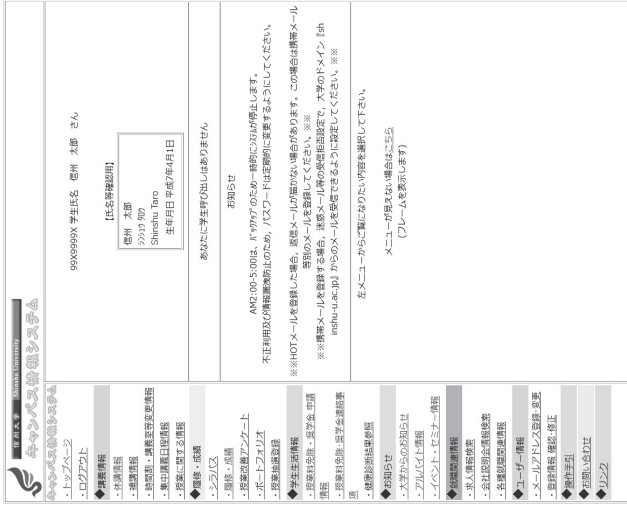 信州大学 Shinshu University
キャンパス情報システム
キャンパス情報システム
・トップページ
・ログアウト
◆講義情報
・休講情報
・補講情報
・時間割・講義室等変更情報
・集中講義日程情報
・授業に関する情報
◆履修・成績
・シラバス
・履修・成績
・授業改善アンケート
・ポートフォリオ
・授業抽選登録
◆学生生活情報
・授業料免除・奨学金 申請
情報
・授業料免除・奨学金連絡事
項
・健康診断結果参照
◆お知らせ
・大学からのお知らせ
・アルバイト情報
・イベント・セミナー情報
◆就職関連情報
・求人情報検索
・会社説明会情報検索
・各種就職関連情報
◆ユーザー情報
・メールアドレス登録・変更
・登録情報 確認・修正
◆操作手引
◆お問い合わせ
◆リンク
99X9999X 学生氏名 信州 太郎 さん
【氏名等確認用】
信州 太郎
ｼﾝｼｭｳ ﾀﾛｳ
Shinshu Taro
生年月日 平成7年4月1日
あなたに学生呼び出しはありません
お知らせ
AM2:00-5:00は、ﾊﾞｯｸｱｯﾌﾟのため一時的にｼｽﾃﾑが停止します。
不正利用及び情報漏洩防止のため，パスワードは定期的に変更するようにしてください。
※※HOTメールを登録した場合，返信メールが届かない場合があります。この場合は携帯メール
等別のメールを登録してください。※※
※※携帯メールを登録する場合，迷惑メール等の受信拒否設定で，大学のドメイン『sh
inshu-u.ac.jp』からのメールを受信できるように設定してください。※※
左メニューからご覧になりたい内容を選択して下さい。
メニューが見えない場合はこちら
(フレームを表示します)